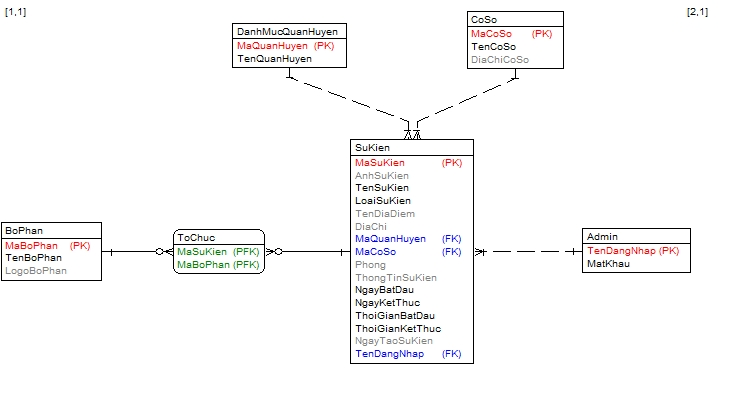 [1,1]
[2,1]
DanhMucQuanHuyen
MaQuanHuyen (PK)
TenQuanHuyen
CoSo
MaCoSo (PK)
TenCoSo
DiaChiCoSo
SuKien
MaSuKien (PK)
AnhSuKien
TenSuKien
LoaiSuKien
TenDiaDiem
DiaChi
MaQuanHuyen (FK)
MaCoSo (FK)
Phong
ThongTinSuKien
NgayBatDau
NgayKetThuc
ThoiGianBatDau
ThoiGianKetThuc
NgayTaoSuKien
TenDangNhap (FK)
BoPhan
MaBoPhan (PK)
TenBoPhan
LogoBoPhan
ToChuc
MaSuKien (PFK)
MaBoPhan (PFK)
Admin
TenDangNhap (PK)
MatKhau